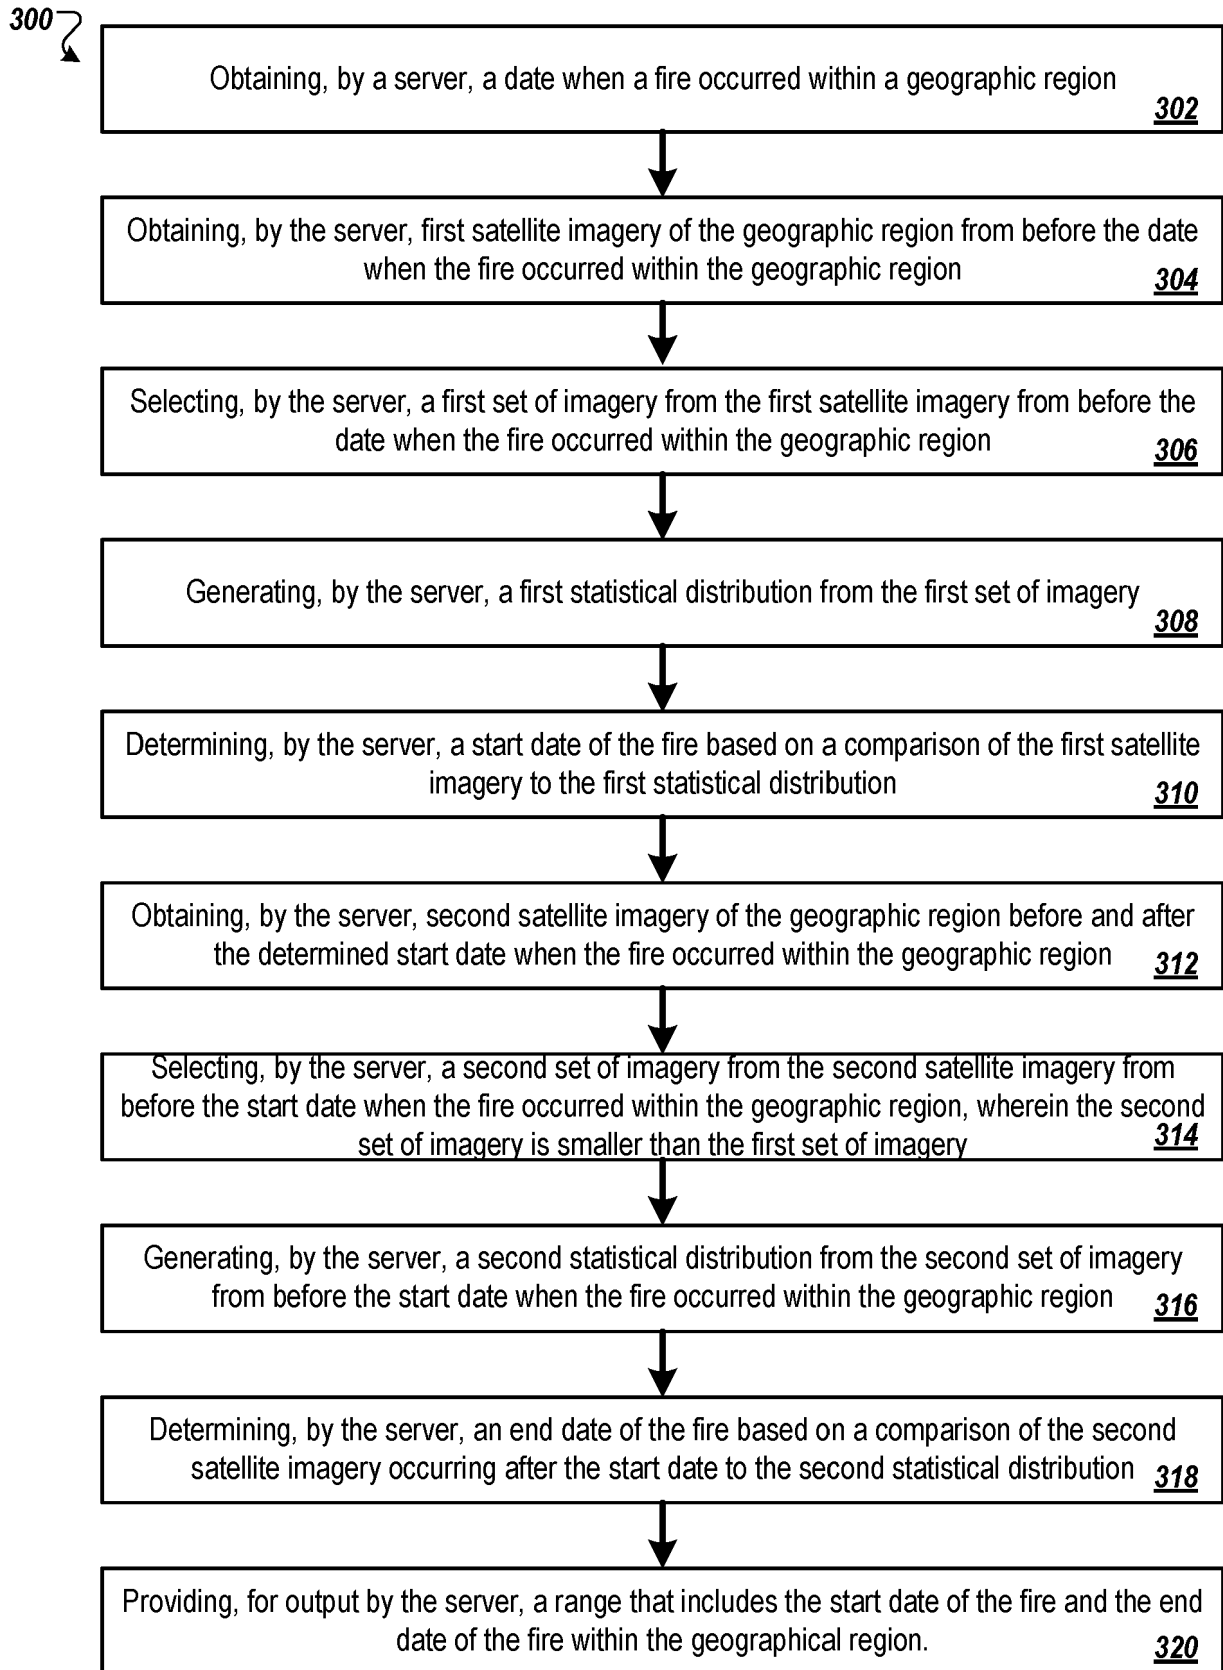 300
Obtaining, by a server, a date when a fire occurred within a geographic region
302
Obtaining, by the server, first satellite imagery of the geographic region from before the date
when the fire occurred within the geographic region
304
Selecting, by the server, a first set of imagery from the first satellite imagery from before the
date when the fire occurred within the geographic region
306
Generating, by the server, a first statistical distribution from the first set of imagery
308
Determining, by the server, a start date of the fire based on a comparison of the first satellite
imagery to the first statistical distribution
310
Obtaining, by the server, second satellite imagery of the geographic region before and after
the determined start date when the fire occurred within the geographic region
312
Selecting, by the server, a second set of imagery from the second satellite imagery from
before the start date when the fire occurred within the geographic region, wherein the second
set of imagery is smaller than the first set of imagery
314
Generating, by the server, a second statistical distribution from the second set of imagery
from before the start date when the fire occurred within the geographic region
316
Determining, by the server, an end date of the fire based on a comparison of the second
satellite imagery occurring after the start date to the second statistical distribution
318
Providing, for output by the server, a range that includes the start date of the fire and the end
date of the fire within the geographical region.
320